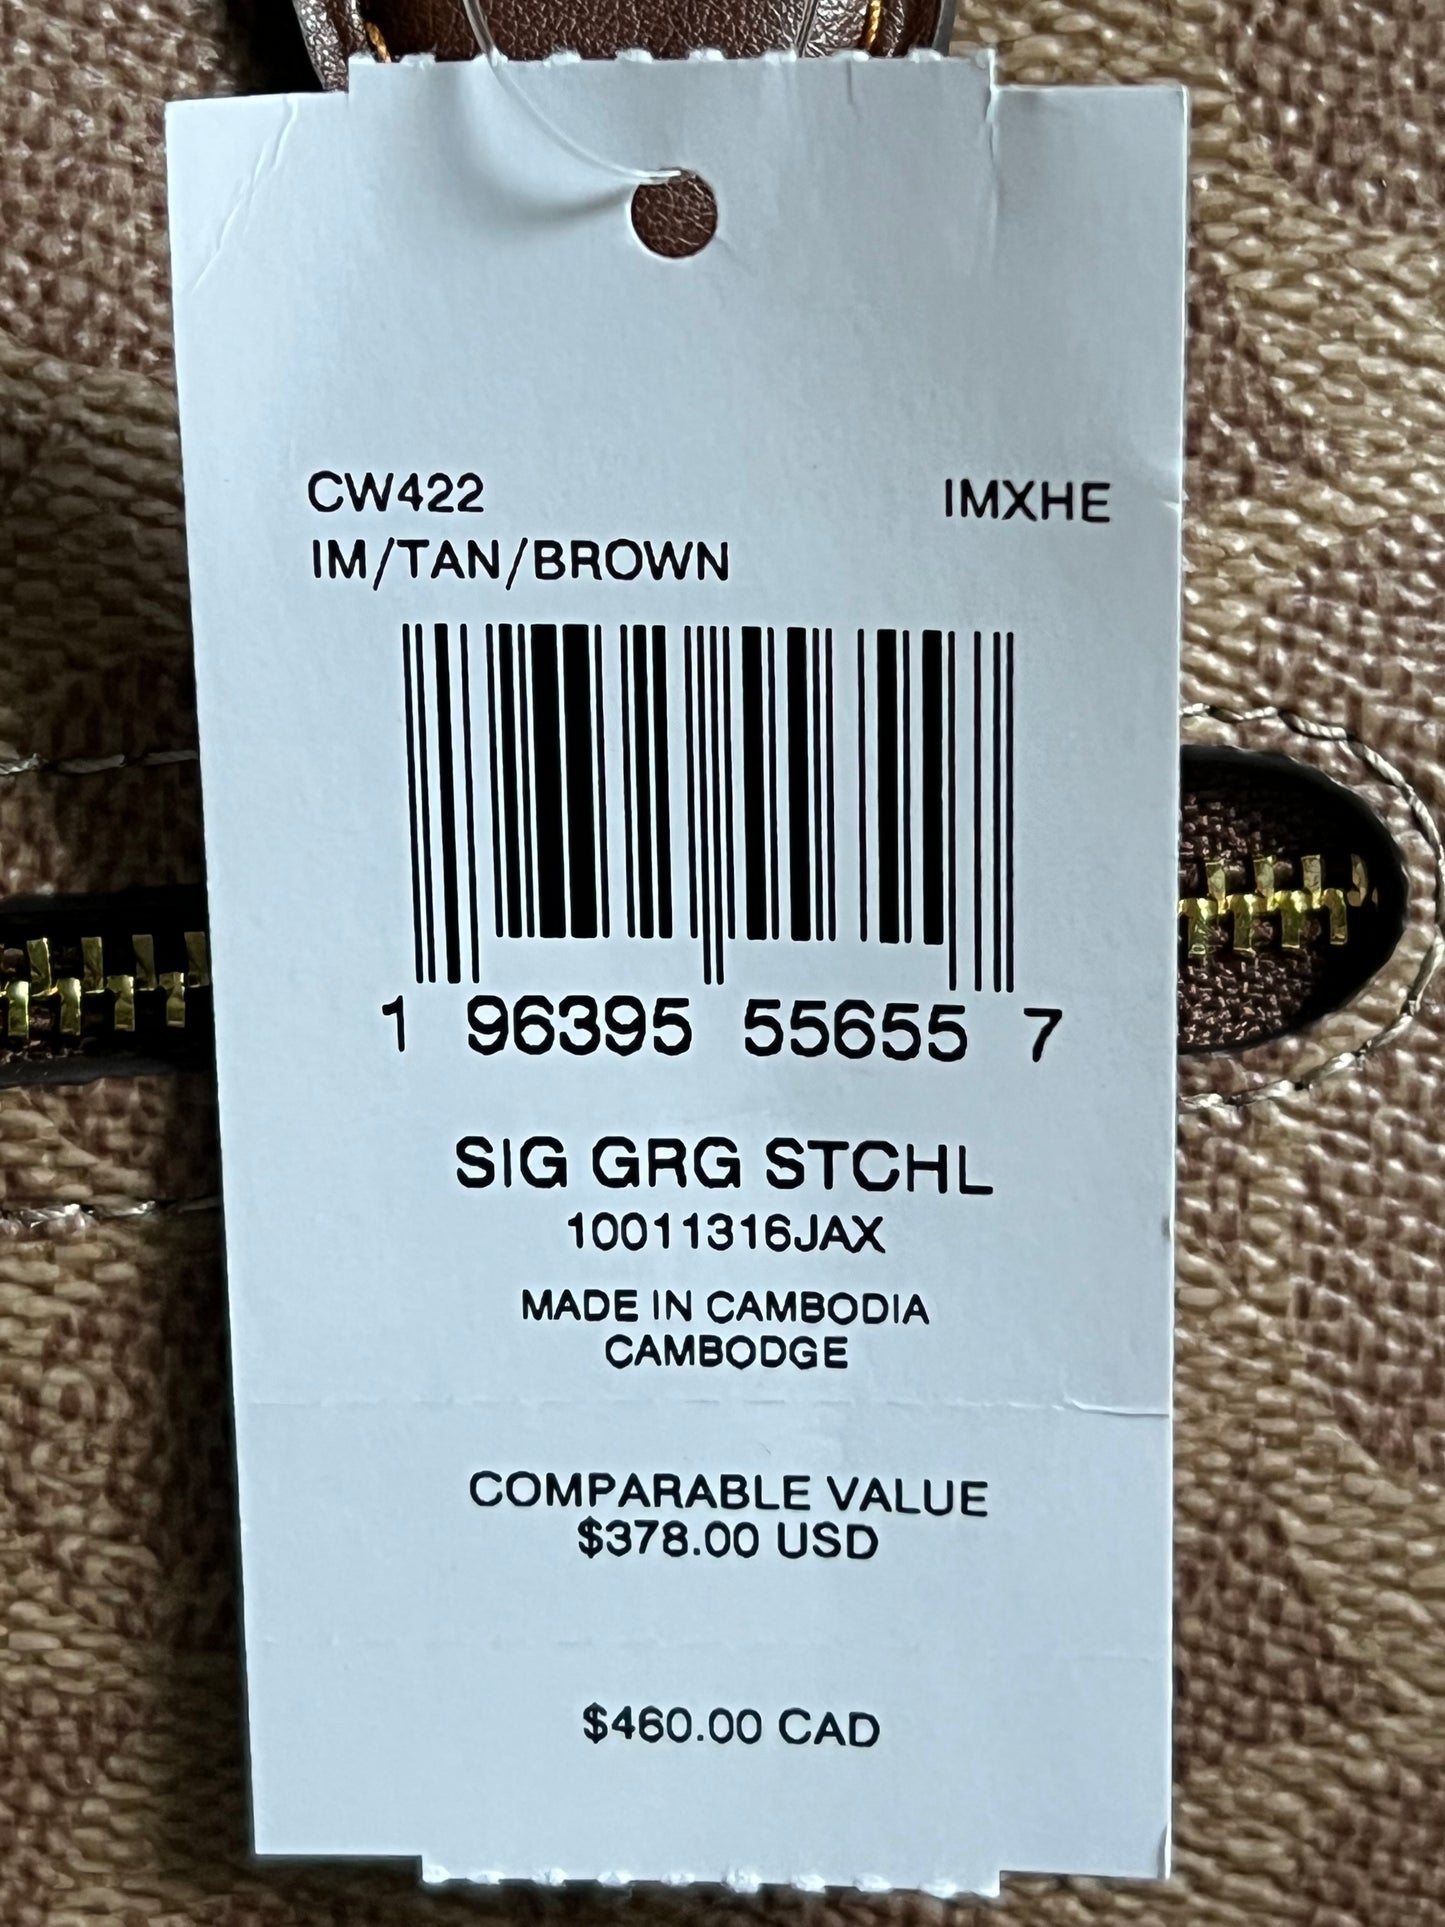 CW422 IMXHE
IM/TAN/BROWN
1 96395 55655 7
SIG GRG STCHL
10011316JAX
MADE IN CAMBODIA
CAMBODGE
COMPARABLE VALUE
$378.00 USD
$460.00 CAD